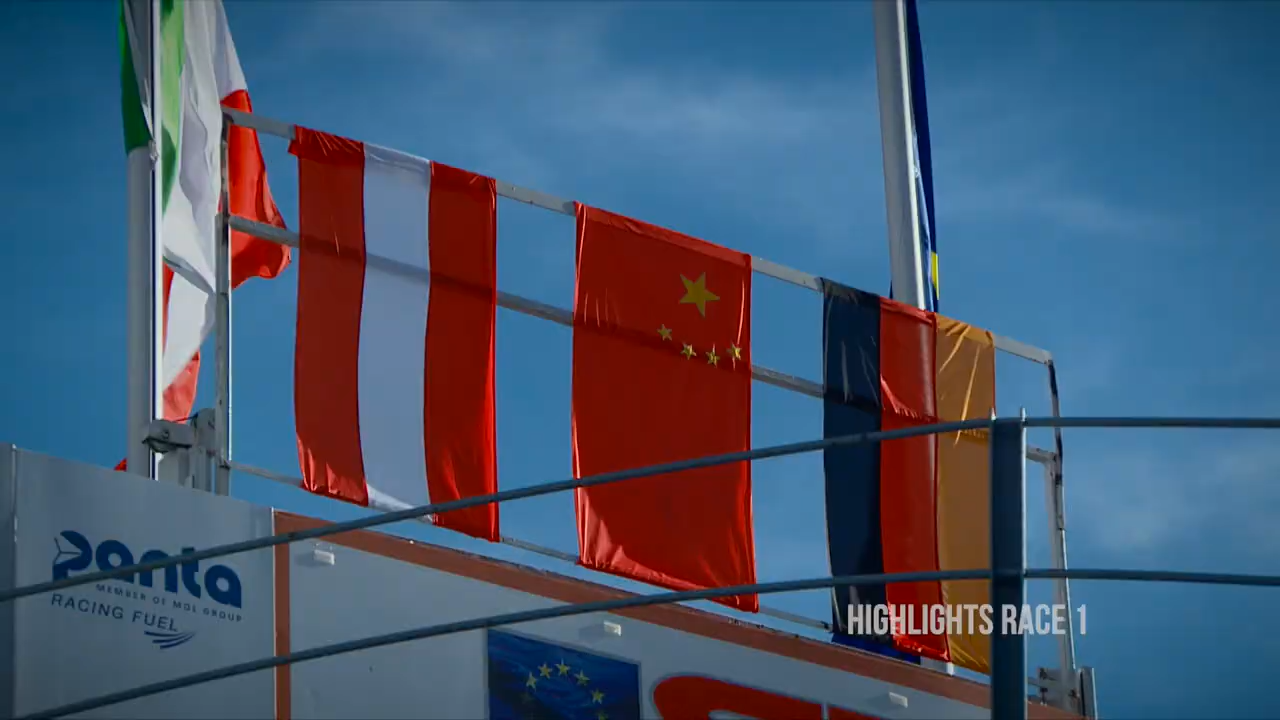 panta
MEMBER OF MOL GROUP
RACING FUEL
HIGHLIGHTS RACE 1